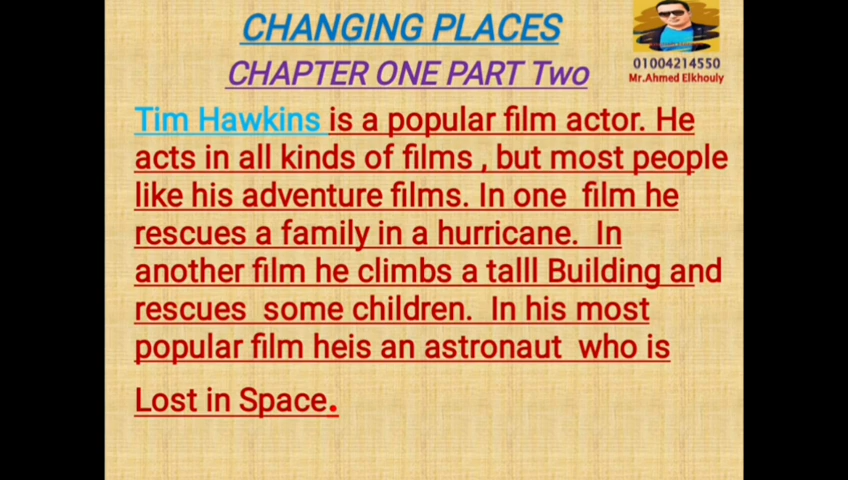 CHANGING PLACES
01004214550
CHAPTER ONE PART Two
Mr.Ahmed Elkhouly
Tim Hawkins is a popular film actor. He
acts in all kinds of films , but most people
like his adventure films. In one film he
rescues a family in a hurricane. In
another film he climbs a talll Building and
rescues some children. In his most
popular film heis an astronaut who is
Lost in Space.